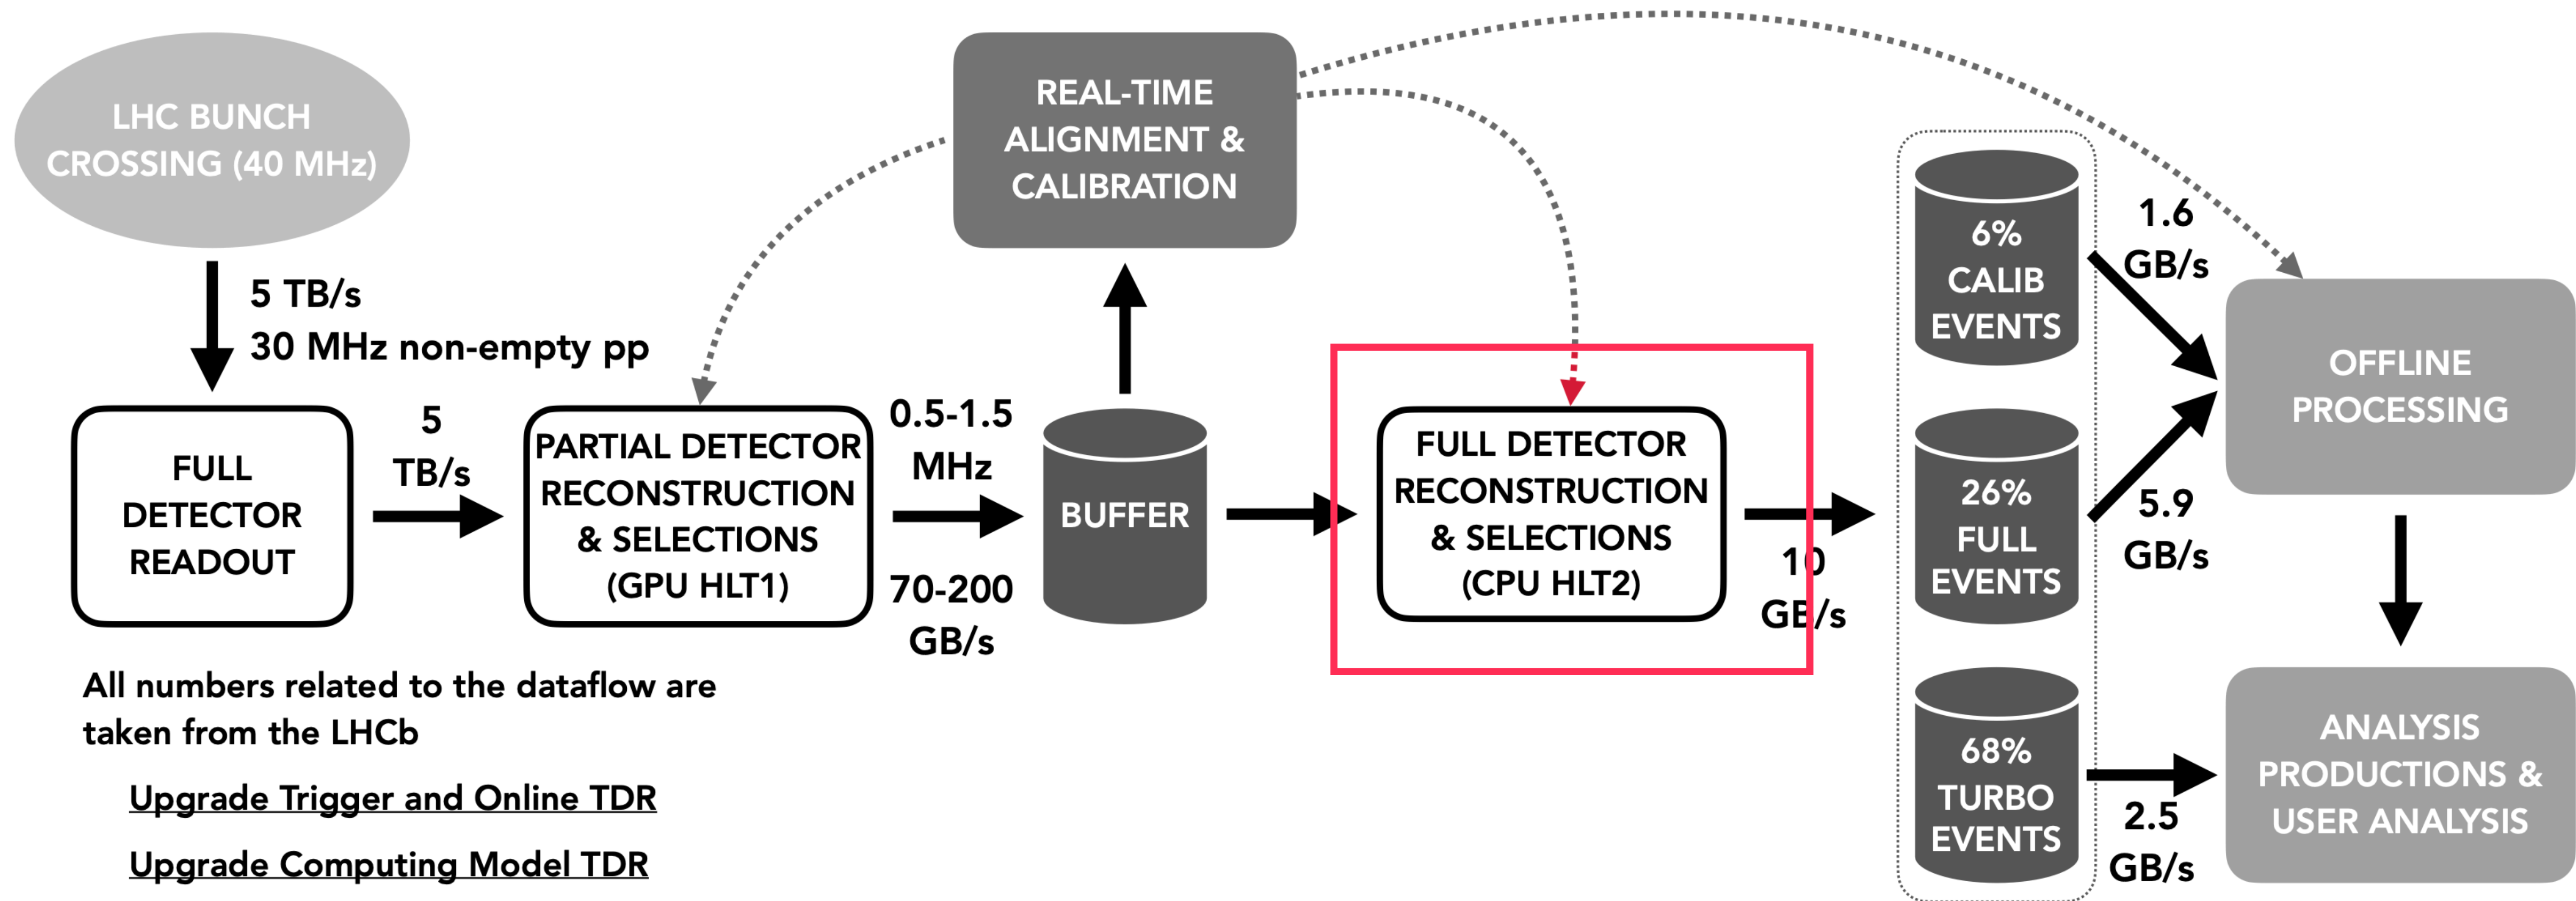 LHC BUNCH
CROSSING (40 MHz)
5 TB/s
30 MHz non-empty pp
FULL
DETECTOR
READOUT
5
TB/s
PARTIAL DETECTOR
RECONSTRUCTION
& SELECTIONS
(GPU HLT1)
0.5-1.5
MHz
70-200
GB/s
BUFFER
REAL-TIME
ALIGNMENT &
CALIBRATION
FULL DETECTOR
RECONSTRUCTION
& SELECTIONS
(CPU HLT2)
10
GB/s
6%
CALIB
EVENTS
1.6
GB/s
26%
FULL
EVENTS
5.9
GB/s
68%
TURBO
EVENTS
2.5
GB/s
OFFLINE
PROCESSING
ANALYSIS
PRODUCTIONS &
USER ANALYSIS
All numbers related to the dataflow are
taken from the LHCb
Upgrade Trigger and Online TDR
Upgrade Computing Model TDR